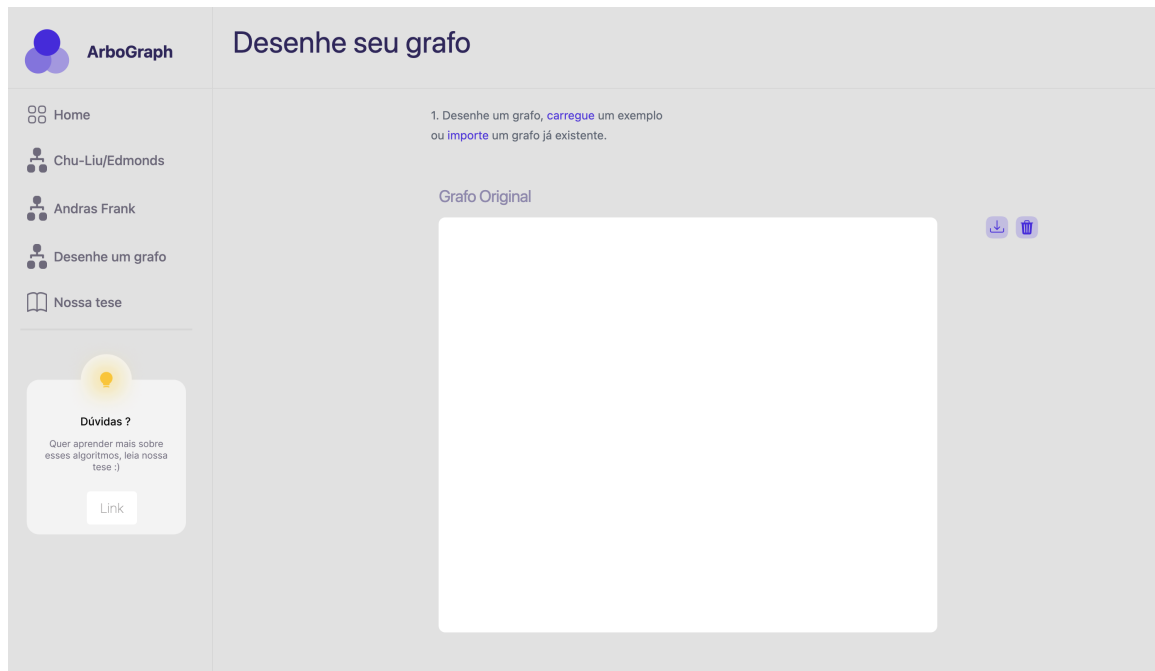 ArboGraph
Desenhe seu grafo
Home
Chu-Liu/Edmonds
Andras Frank
Desenhe um grafo
Nossa tese
Dúvidas ?
Quer aprender mais sobre
esses algoritmos, leia nossa
tese :)
Link
1. Desenhe um grafo, carregue um exemplo
ou importe um grafo já existente.
Grafo Original